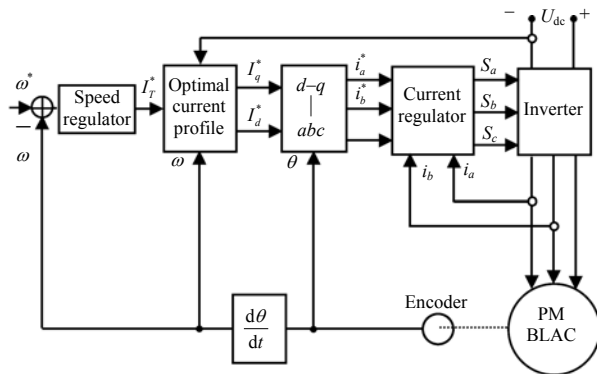 − U_dc +
ω*
−
ω
Speed
regulator
I_T^*
Optimal
current
profile
ω
I_q^*
I_d^*
d−q
|
abc
θ
i_a^*
i_b^*
Current
regulator
i_b
i_a
S_a
S_b
S_c
Inverter
dθ
dt
Encoder
PM
BLAC